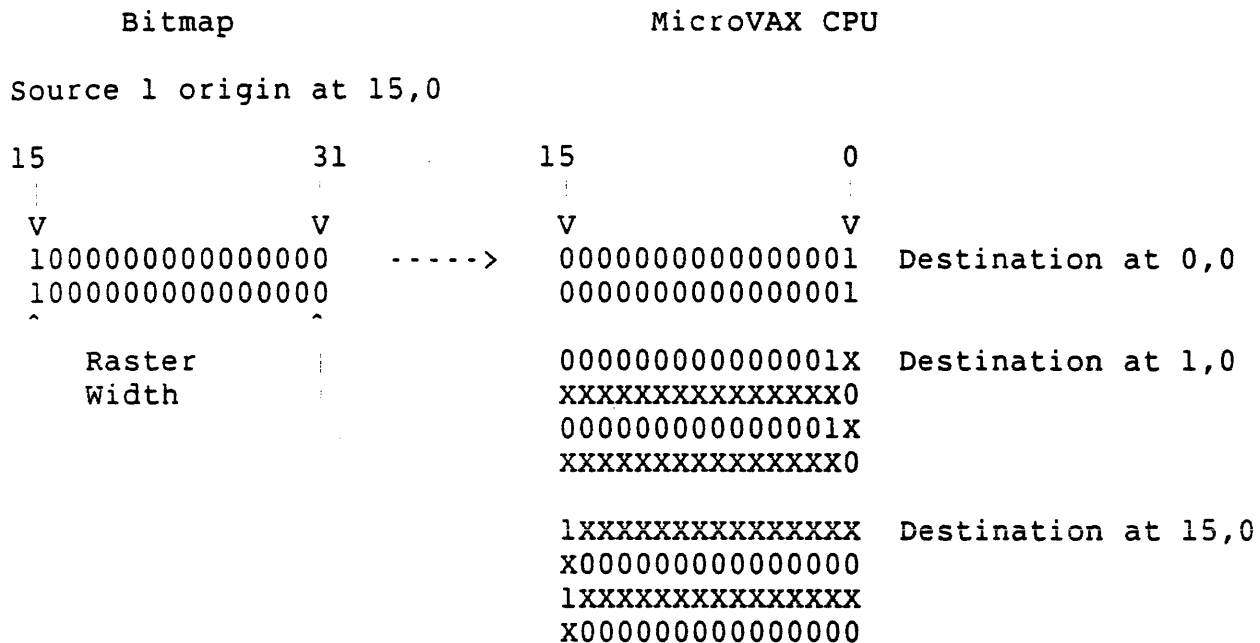 Bitmap MicroVAX CPU
Source 1 origin at 15,0
15 31 15 0
V V V V
1000000000000000 -----> 0000000000000001 Destination at 0,0
1000000000000000 0000000000000001
^ ^
Raster 000000000000001X Destination at 1,0
Width XXXXXXXXXXXXXXX0
000000000000001X
XXXXXXXXXXXXXXX0
1XXXXXXXXXXXXXXX Destination at 15,0
X000000000000000
1XXXXXXXXXXXXXXX
X000000000000000